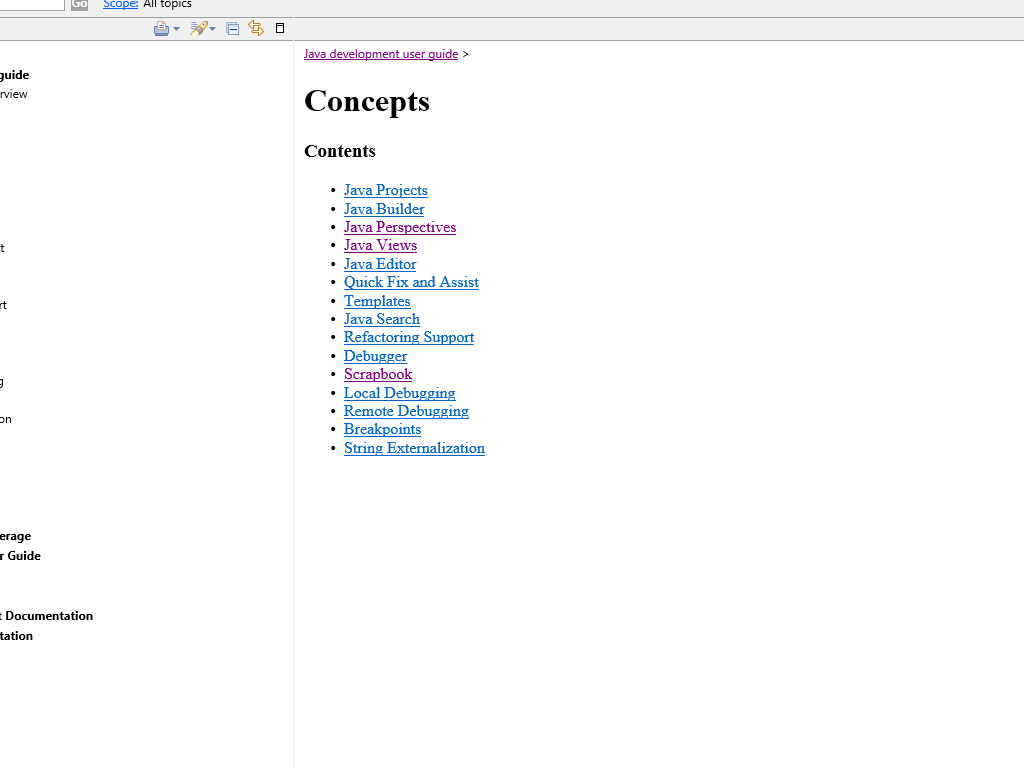 Go Scope: All topics
guide
rview
t
rt
g
on
erage
r Guide
t Documentation
tation
Java development user guide >
Concepts
Contents
• Java Projects
• Java Builder
• Java Perspectives
• Java Views
• Java Editor
• Quick Fix and Assist
• Templates
• Java Search
• Refactoring Support
• Debugger
• Scrapbook
• Local Debugging
• Remote Debugging
• Breakpoints
• String Externalization